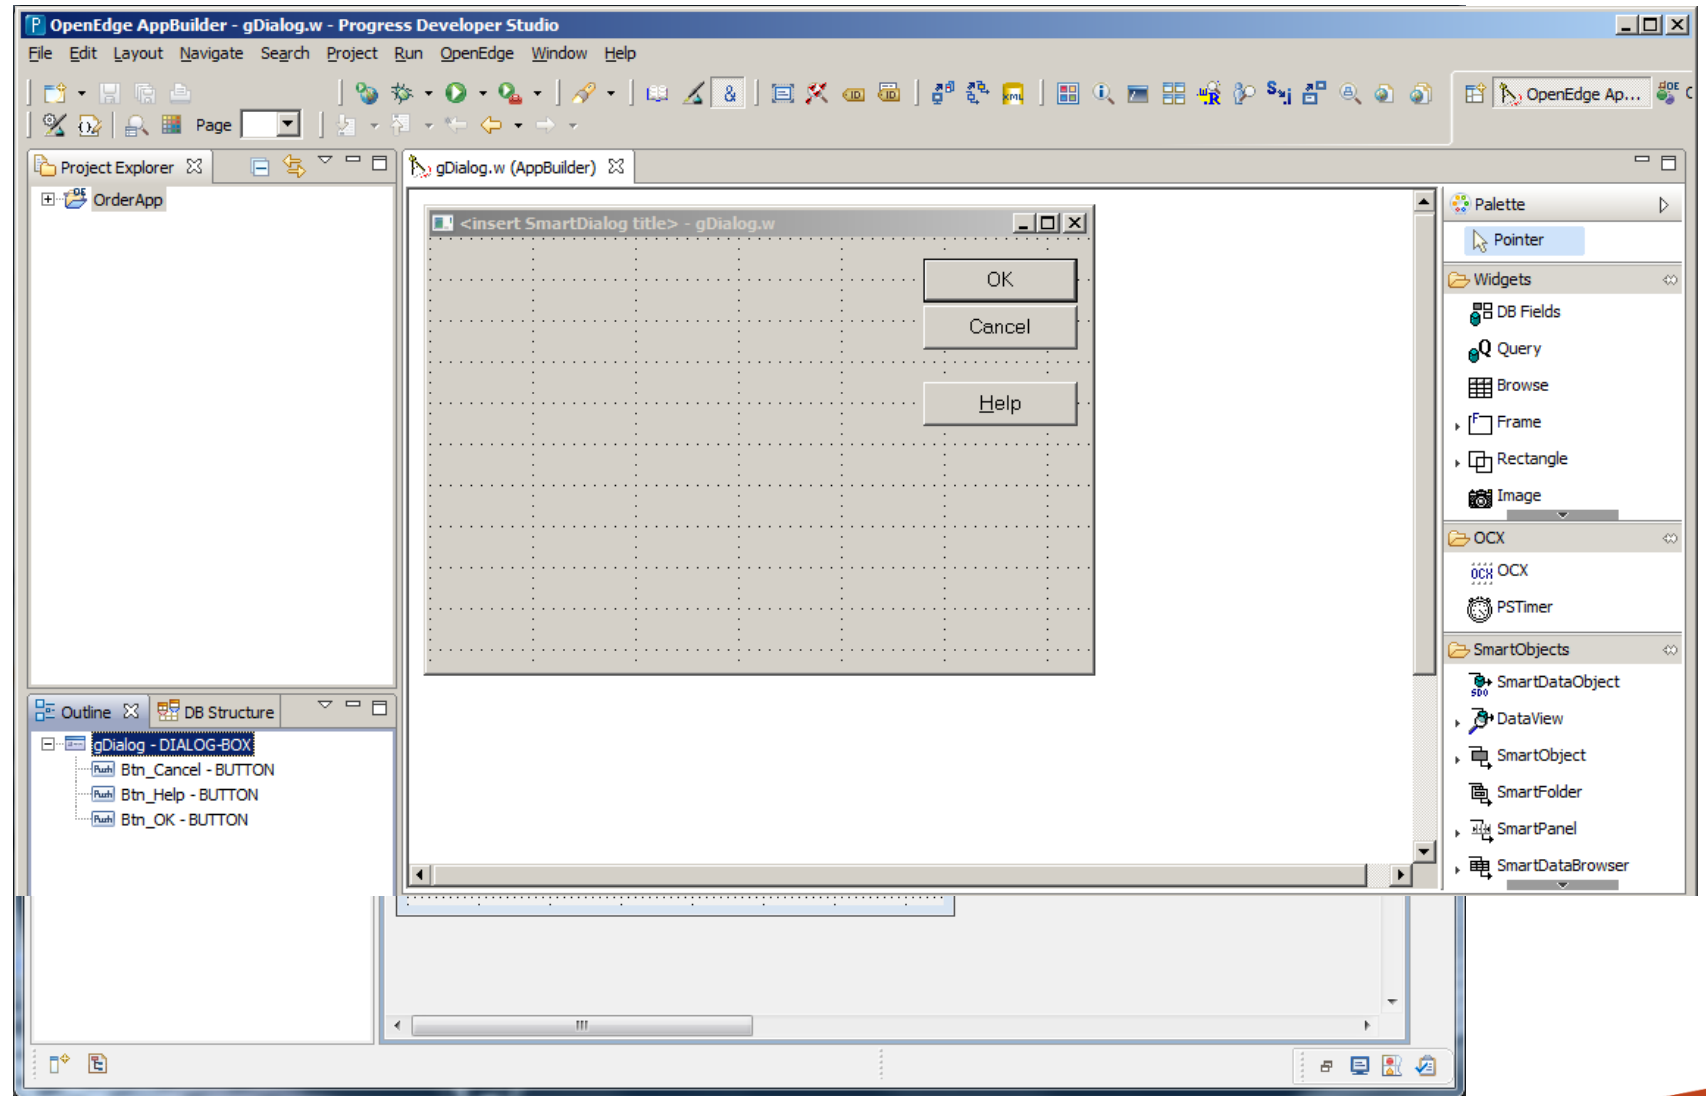 OpenEdge AppBuilder - gDialog.w - Progress Developer Studio
File Edit Layout Navigate Search Project Run OpenEdge Window Help
OpenEdge Ap...
Page
Project Explorer
OrderApp
gDialog.w (AppBuilder)
<insert SmartDialog title> - gDialog.w
OK
Cancel
Help
Palette
Pointer
Widgets
DB Fields
Query
Browse
Frame
Rectangle
Image
OCX
OCX
PSTimer
SmartObjects
SmartDataObject
DataView
SmartObject
SmartFolder
SmartPanel
SmartDataBrowser
Outline DB Structure
gDialog - DIALOG-BOX
Btn_Cancel - BUTTON
Btn_Help - BUTTON
Btn_OK - BUTTON